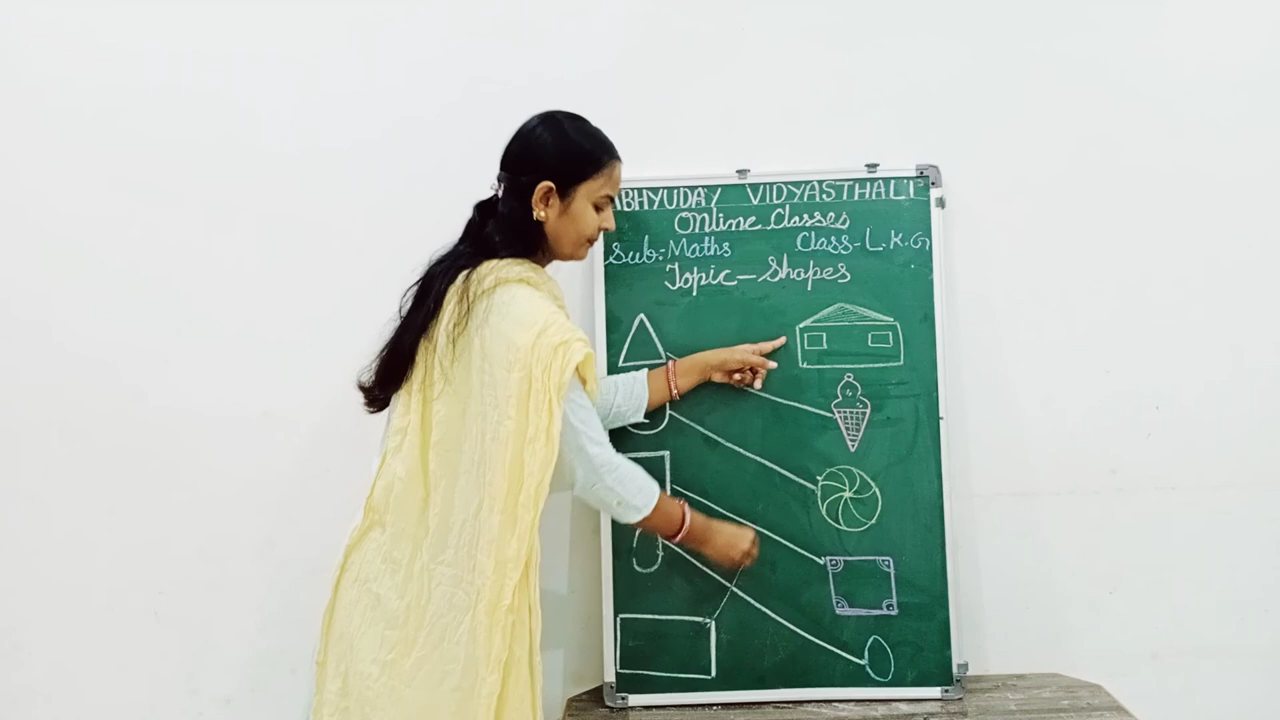 ABHYUDAY VIDYASTHALI
Online Classes
Sub:- Maths Class- L.K.G
Topic - Shapes